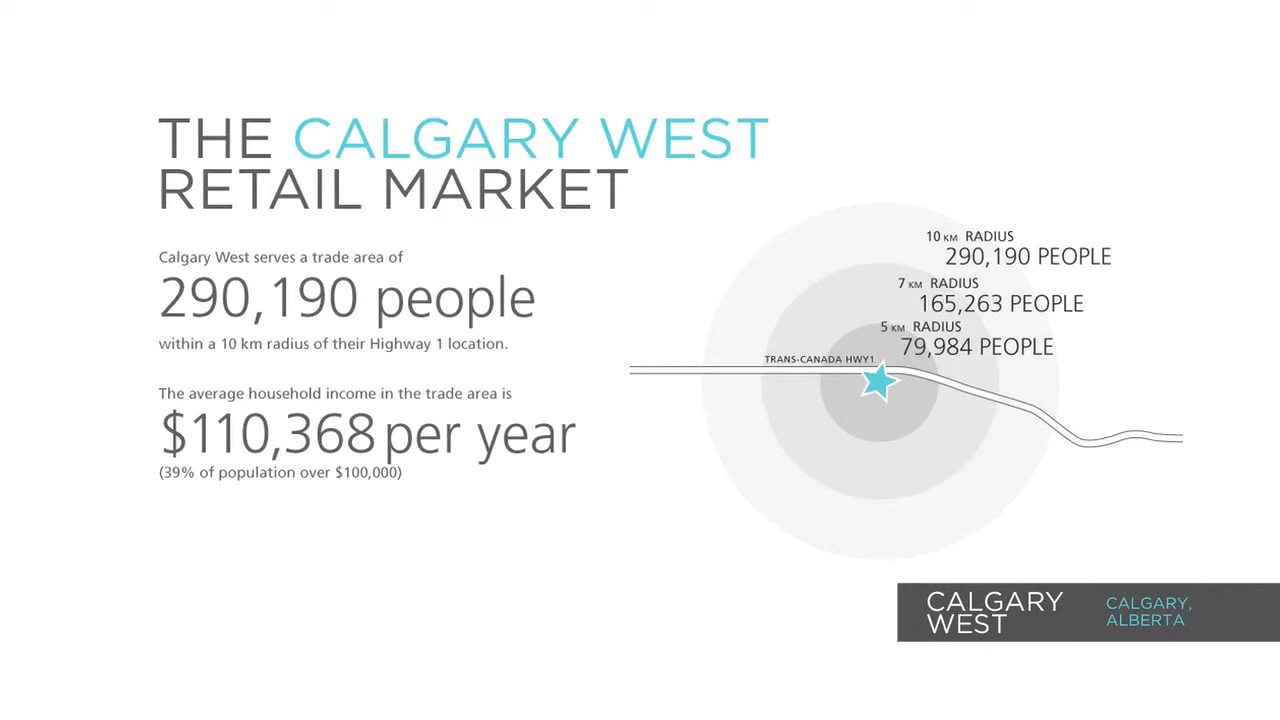 THE CALGARY WEST
RETAIL MARKET
Calgary West serves a trade area of
290,190 people
within a 10 km radius of their Highway 1 location.
The average household income in the trade area is
$110,368 per year
(39% of population over $100,000)
10 KM RADIUS
290,190 PEOPLE
7 KM RADIUS
165,263 PEOPLE
5 KM RADIUS
79,984 PEOPLE
TRANS-CANADA HWY1
CALGARY
WEST
CALGARY,
ALBERTA